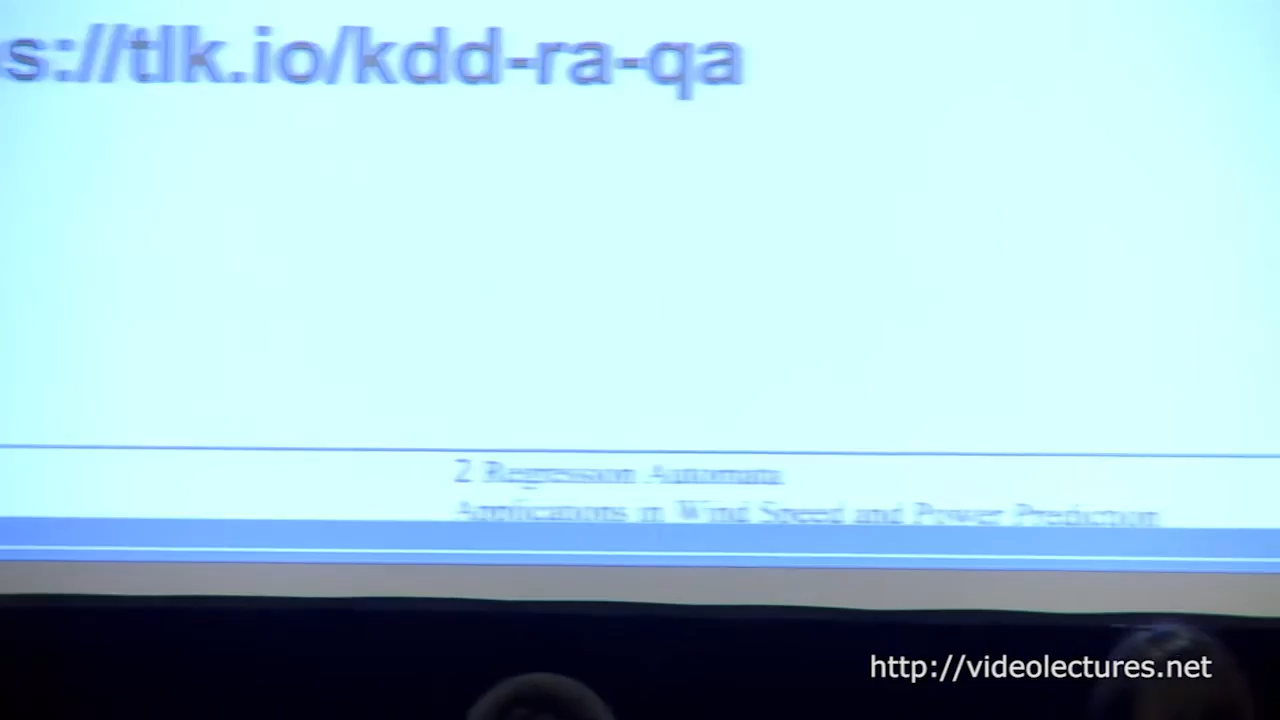 s://tlk.io/kdd-ra-qa
2 Regression Automata
Applications in Wind Speed and Power Prediction
http://videolectures.net